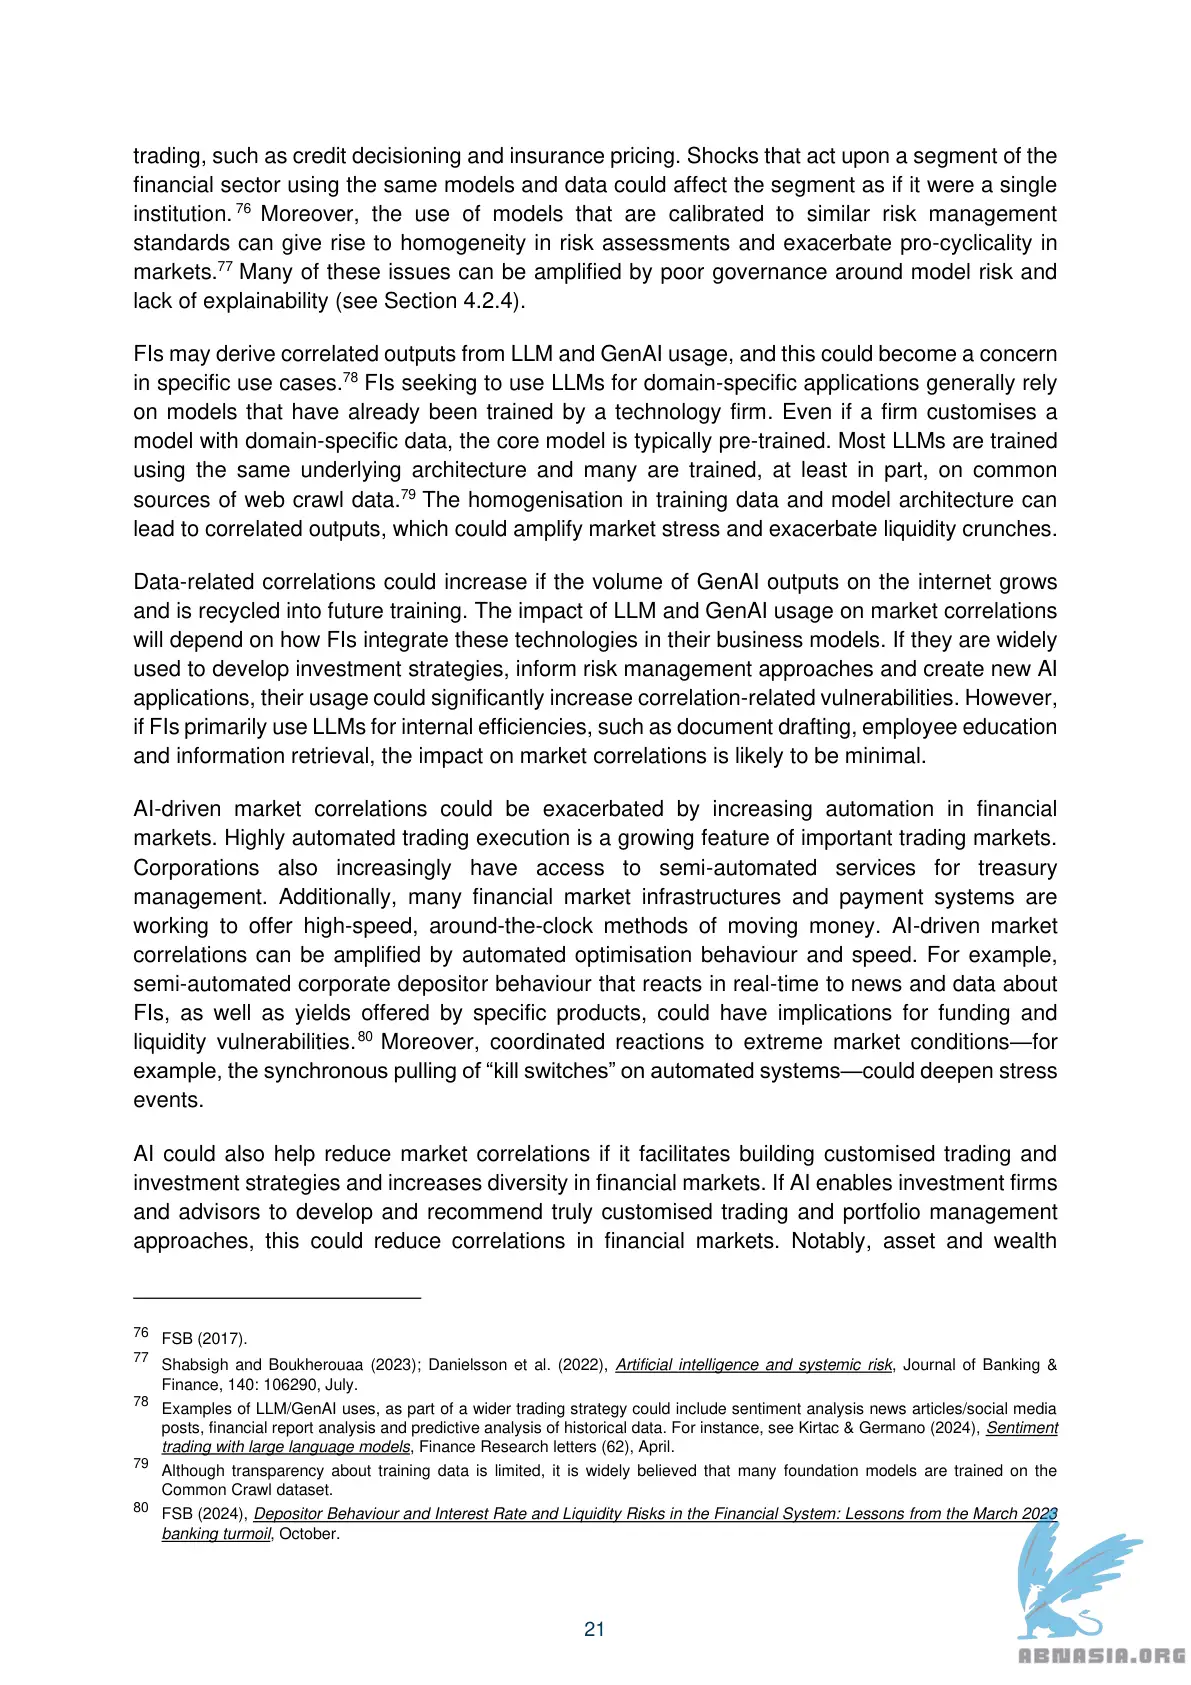 trading, such as credit decisioning and insurance pricing. Shocks that act upon a segment of the
financial sector using the same models and data could affect the segment as if it were a single
institution. 76 Moreover, the use of models that are calibrated to similar risk management
standards can give rise to homogeneity in risk assessments and exacerbate pro-cyclicality in
markets.77 Many of these issues can be amplified by poor governance around model risk and
lack of explainability (see Section 4.2.4).
FIs may derive correlated outputs from LLM and GenAI usage, and this could become a concern
in specific use cases.78 FIs seeking to use LLMs for domain-specific applications generally rely
on models that have already been trained by a technology firm. Even if a firm customises a
model with domain-specific data, the core model is typically pre-trained. Most LLMs are trained
using the same underlying architecture and many are trained, at least in part, on common
sources of web crawl data.79 The homogenisation in training data and model architecture can
lead to correlated outputs, which could amplify market stress and exacerbate liquidity crunches.
Data-related correlations could increase if the volume of GenAI outputs on the internet grows
and is recycled into future training. The impact of LLM and GenAI usage on market correlations
will depend on how FIs integrate these technologies in their business models. If they are widely
used to develop investment strategies, inform risk management approaches and create new AI
applications, their usage could significantly increase correlation-related vulnerabilities. However,
if FIs primarily use LLMs for internal efficiencies, such as document drafting, employee education
and information retrieval, the impact on market correlations is likely to be minimal.
AI-driven market correlations could be exacerbated by increasing automation in financial
markets. Highly automated trading execution is a growing feature of important trading markets.
Corporations also increasingly have access to semi-automated services for treasury
management. Additionally, many financial market infrastructures and payment systems are
working to offer high-speed, around-the-clock methods of moving money. AI-driven market
correlations can be amplified by automated optimisation behaviour and speed. For example,
semi-automated corporate depositor behaviour that reacts in real-time to news and data about
FIs, as well as yields offered by specific products, could have implications for funding and
liquidity vulnerabilities.80 Moreover, coordinated reactions to extreme market conditions—for
example, the synchronous pulling of “kill switches” on automated systems—could deepen stress
events.
AI could also help reduce market correlations if it facilitates building customised trading and
investment strategies and increases diversity in financial markets. If AI enables investment firms
and advisors to develop and recommend truly customised trading and portfolio management
approaches, this could reduce correlations in financial markets. Notably, asset and wealth
76 FSB (2017).
77 Shabsigh and Boukherouaa (2023); Danielsson et al. (2022), Artificial intelligence and systemic risk, Journal of Banking &
Finance, 140: 106290, July.
78 Examples of LLM/GenAI uses, as part of a wider trading strategy could include sentiment analysis news articles/social media
posts, financial report analysis and predictive analysis of historical data. For instance, see Kirtac & Germano (2024), Sentiment
trading with large language models, Finance Research letters (62), April.
79 Although transparency about training data is limited, it is widely believed that many foundation models are trained on the
Common Crawl dataset.
80 FSB (2024), Depositor Behaviour and Interest Rate and Liquidity Risks in the Financial System: Lessons from the March 2023
banking turmoil, October.
21
ABNASIA.ORG